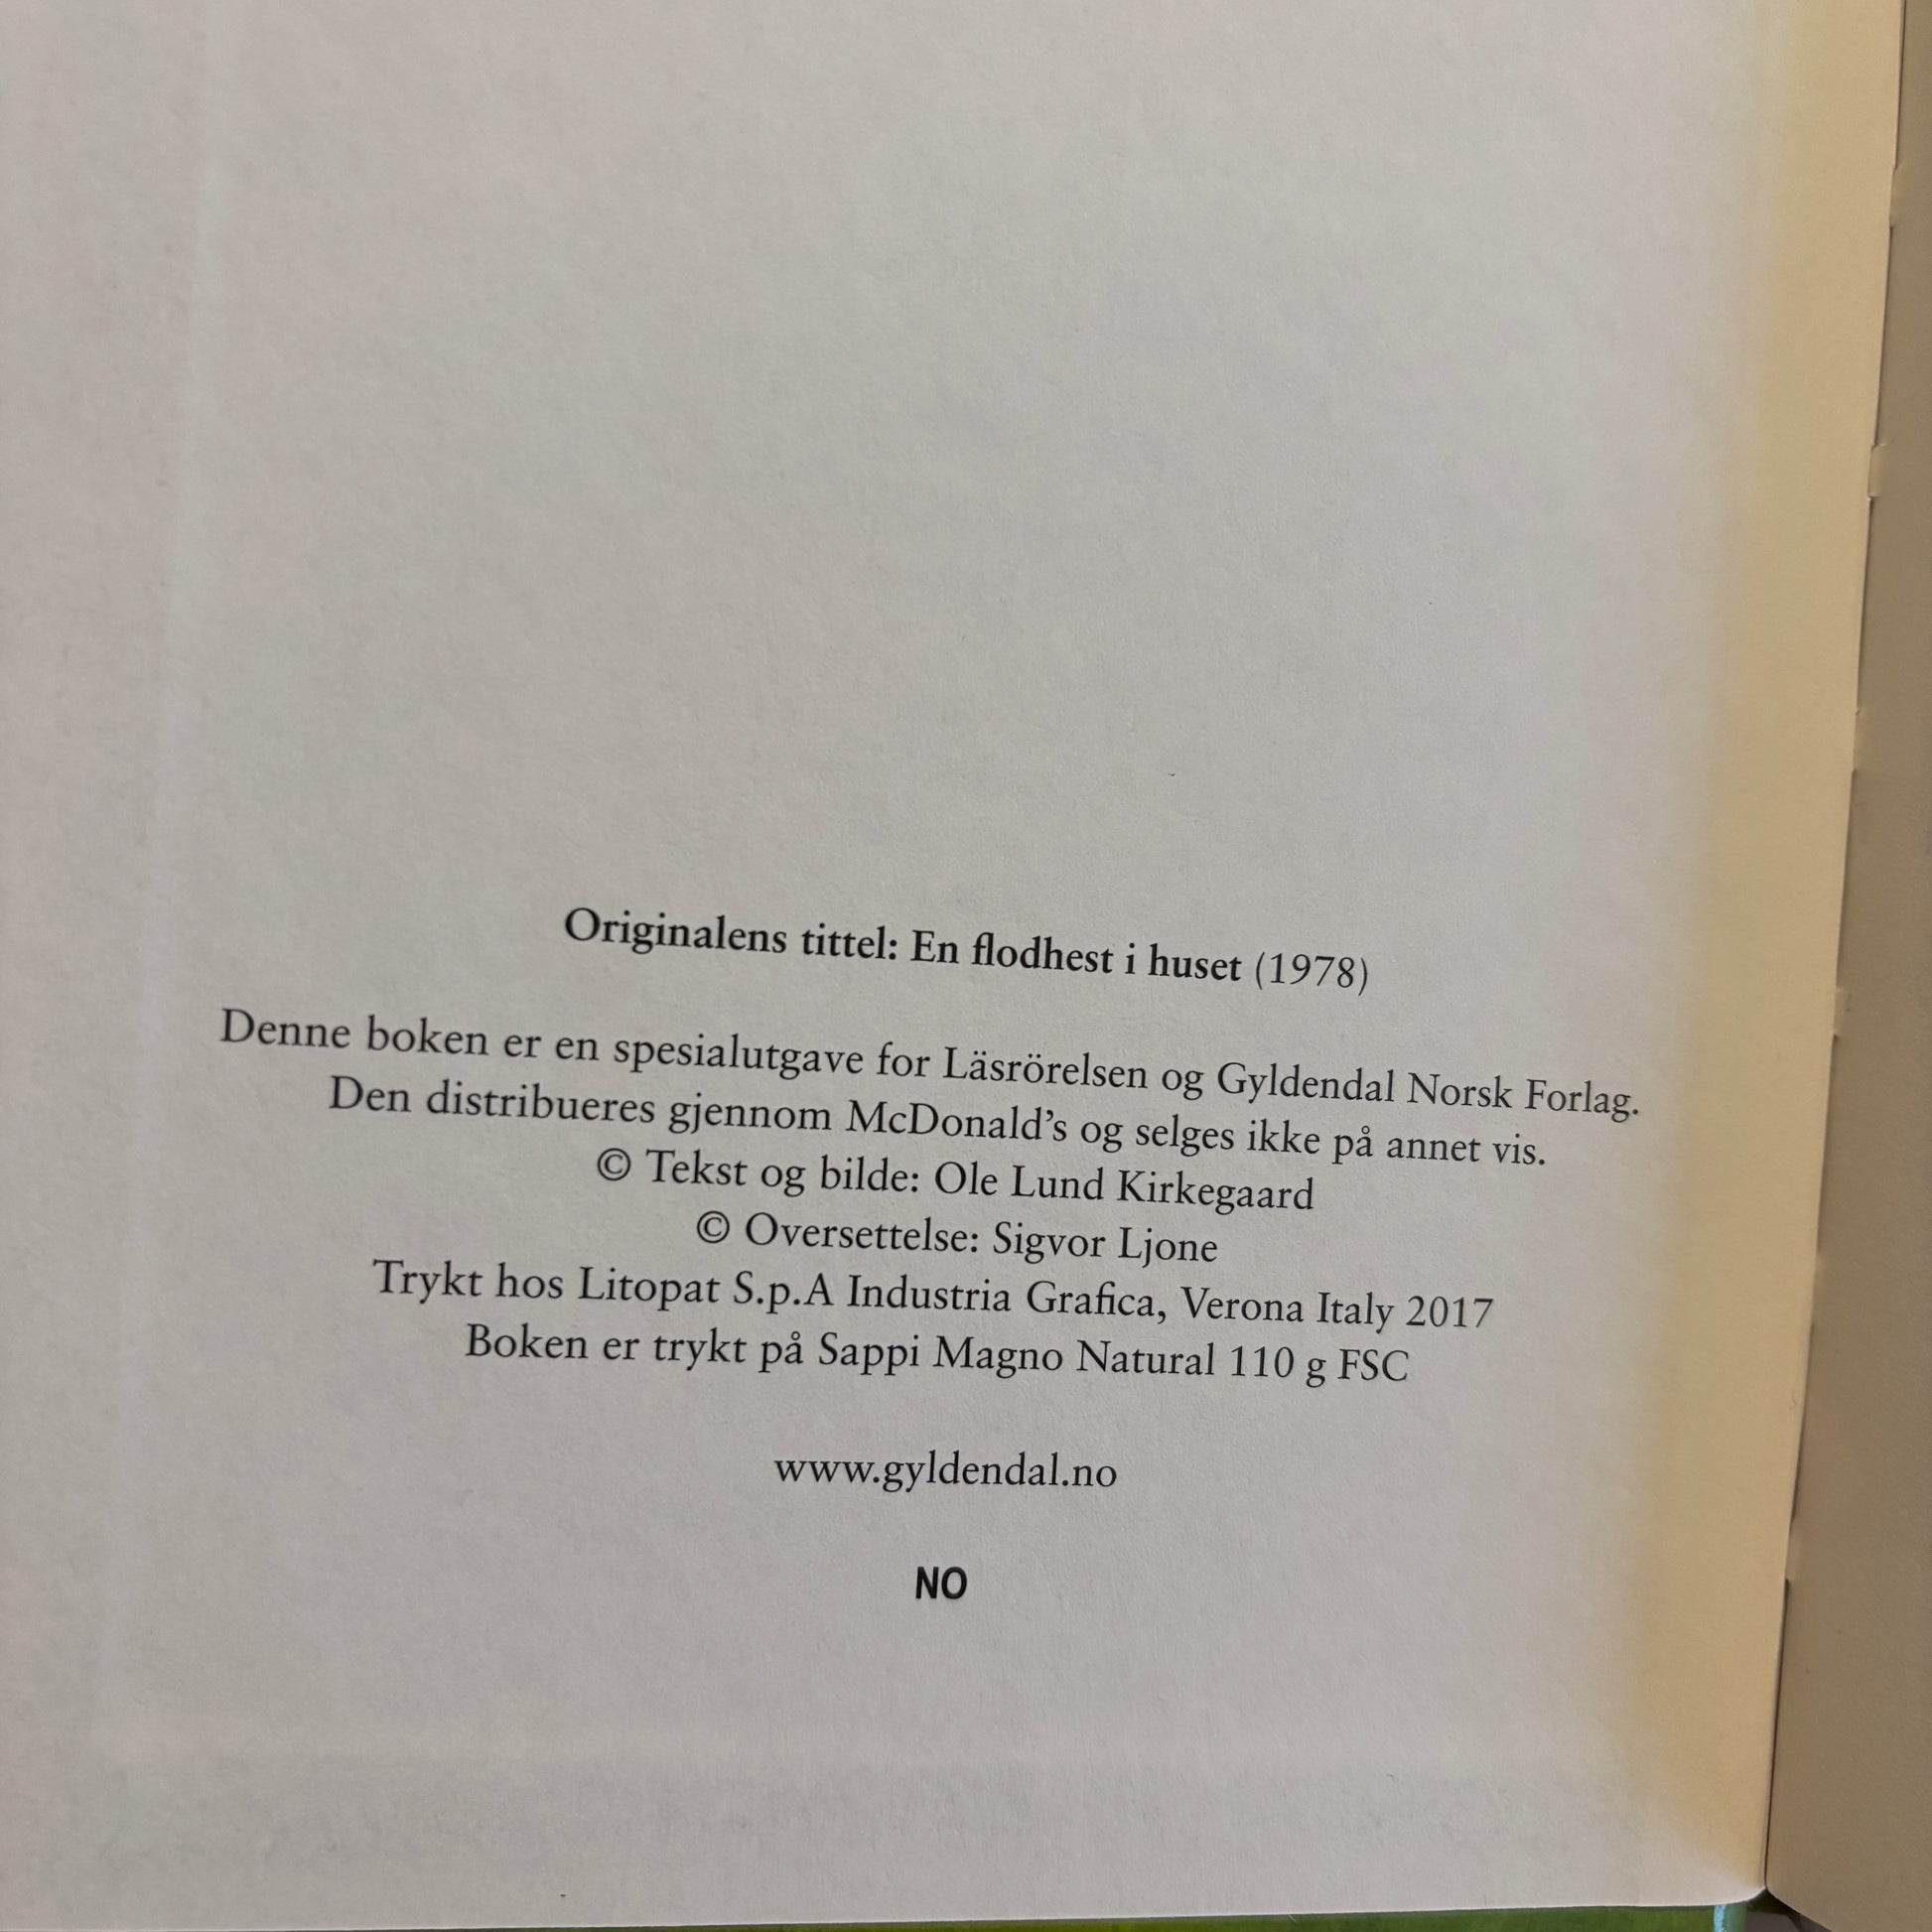 Originalens tittel: En flodhest i huset (1978)
Denne boken er en spesialutgave for Läsrörelsen og Gyldendal Norsk Forlag.
Den distribueres gjennom McDonald’s og selges ikke på annet vis.
© Tekst og bilde: Ole Lund Kirkegaard
© Oversettelse: Sigvor Ljone
Trykt hos Litopat S.p.A Industria Grafica, Verona Italy 2017
Boken er trykt på Sappi Magno Natural 110 g FSC
www.gyldendal.no
NO